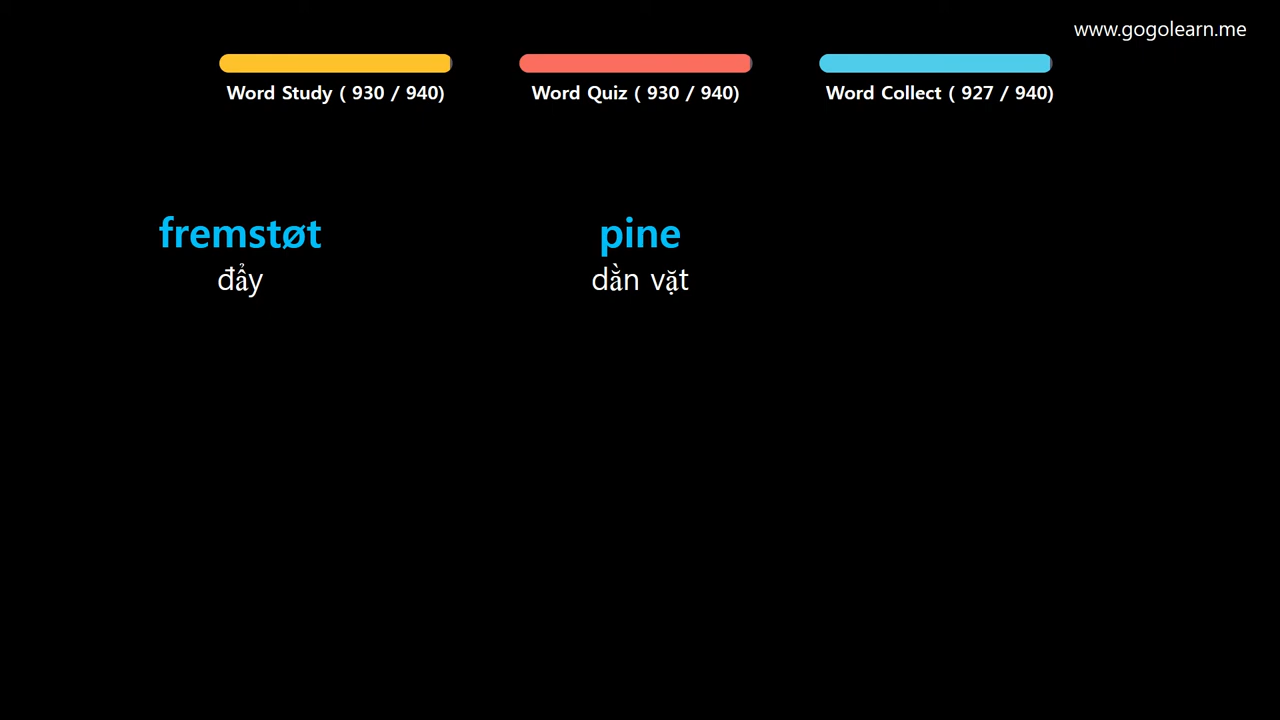 www.gogolearn.me
Word Study ( 930 / 940)
Word Quiz ( 930 / 940)
Word Collect ( 927 / 940)
fremstøt
đẩy
pine
dằn vặt